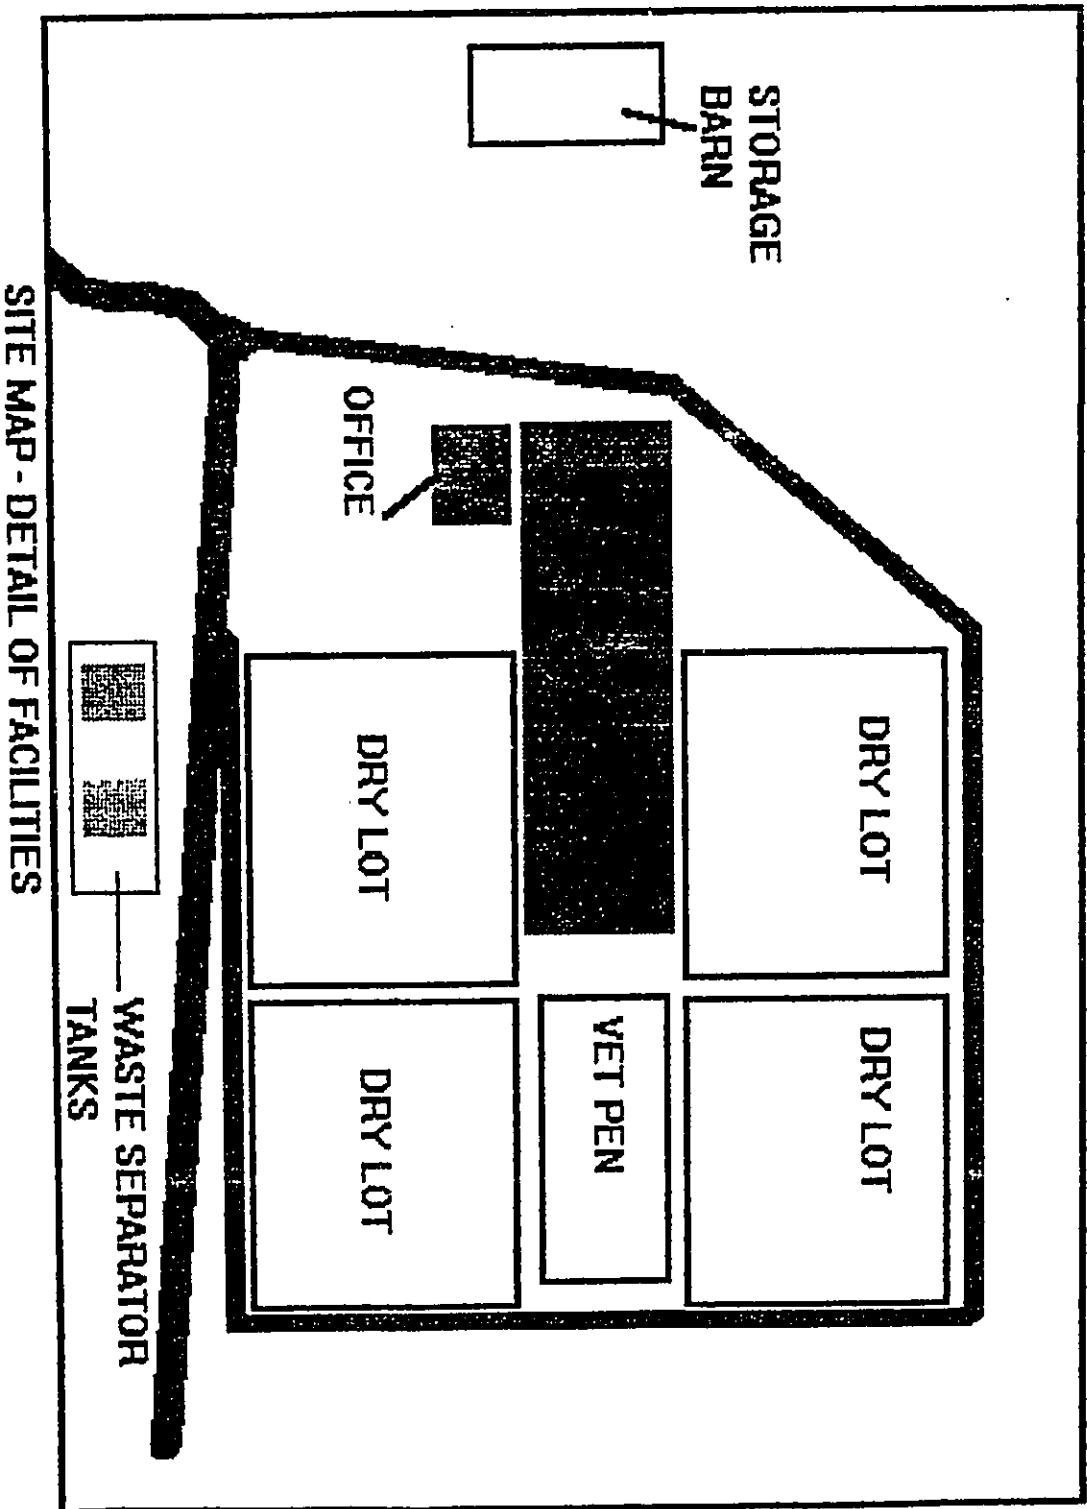 STORAGE
BARN
DRY LOT
DRY LOT
VET PEN
OFFICE
DRY LOT
DRY LOT
WASTE SEPARATOR
TANKS
SITE MAP - DETAIL OF FACILITIES